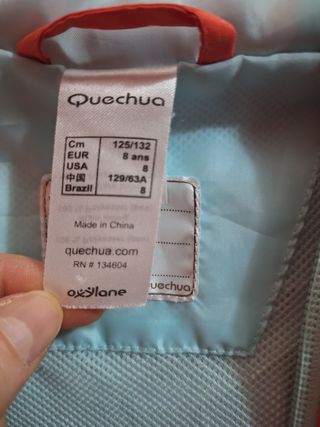 Quechua
Cm 125/132
EUR 8 ans
USA 8
中国 129/63A
Brazil 8
Made in China
quechua.com
RN # 134604
oxylane
quechua